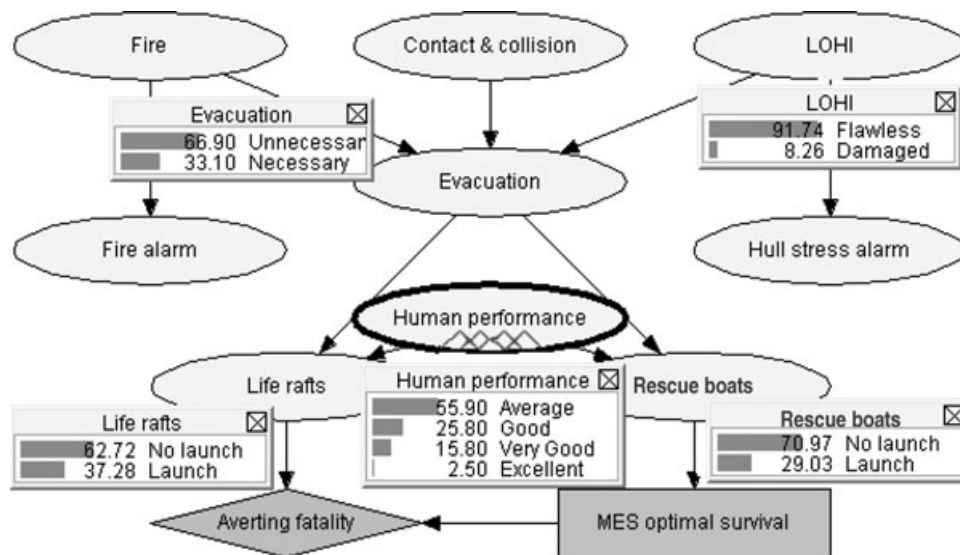 Fire
Contact & collision
LOHI
Evacuation
66.90 Unnecessan
33.10 Necessary
LOHI
91.74 Flawless
8.26 Damaged
Evacuation
Fire alarm
Hull stress alarm
Human performance
Life rafts
Rescue boats
Human performance
55.90 Average
25.80 Good
15.80 Very Good
2.50 Excellent
Life rafts
62.72 No launch
37.28 Launch
Rescue boats
70.97 No launch
29.03 Launch
Averting fatality
MES optimal survival